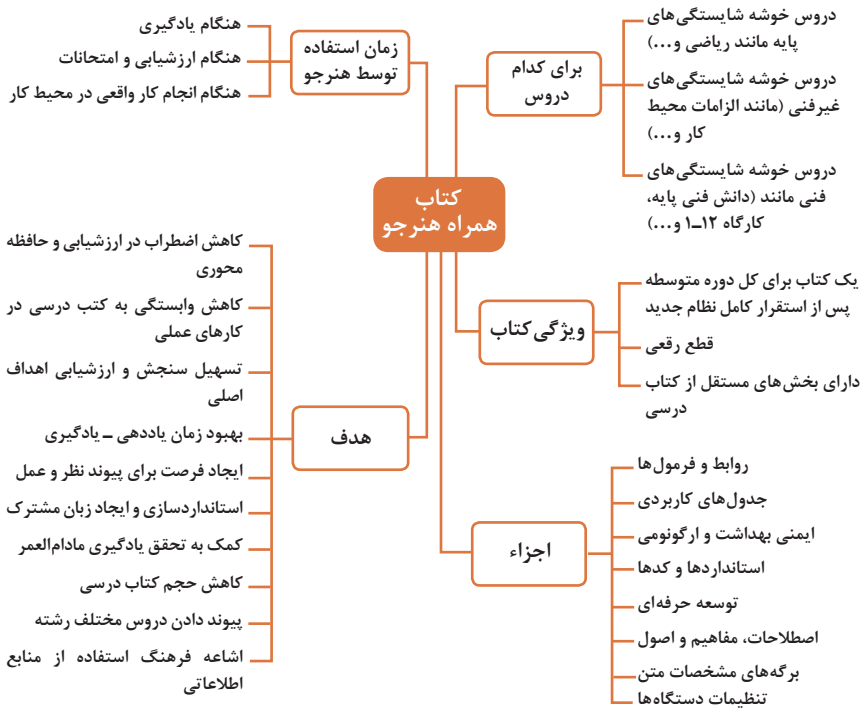 کتاب
همراه هنرجو
برای کدام
دروس
دروس خوشه شایستگی‌های
پایه مانند ریاضی و...)
دروس خوشه شایستگی‌های
غیرفنی (مانند الزامات محیط
کار و...)
دروس خوشه شایستگی‌های
فنی مانند (دانش فنی پایه،
کارگاه ۱۲ـ۱ و...)
ویژگی کتاب
یک کتاب برای کل دوره متوسطه
پس از استقرار کامل نظام جدید
قطع رقعی
دارای بخش‌های مستقل از کتاب
درسی
اجزاء
روابط و فرمول‌ها
جدول‌های کاربردی
ایمنی بهداشت و ارگونومی
استانداردها و کدها
توسعه حرفه‌ای
اصطلاحات، مفاهیم و اصول
برگه‌های مشخصات متن
تنظیمات دستگاه‌ها
زمان استفاده
توسط هنرجو
هنگام یادگیری
هنگام ارزشیابی و امتحانات
هنگام انجام کار واقعی در محیط کار
هدف
کاهش اضطراب در ارزشیابی و حافظه
محوری
کاهش وابستگی به کتب درسی در
کارهای عملی
تسهیل سنجش و ارزشیابی اهداف
اصلی
بهبود زمان یاددهی ـ یادگیری
ایجاد فرصت برای پیوند نظر و عمل
استانداردسازی و ایجاد زبان مشترک
کمک به تحقق یادگیری مادام‌العمر
کاهش حجم کتاب درسی
پیوند دادن دروس مختلف رشته
اشاعه فرهنگ استفاده از منابع
اطلاعاتی